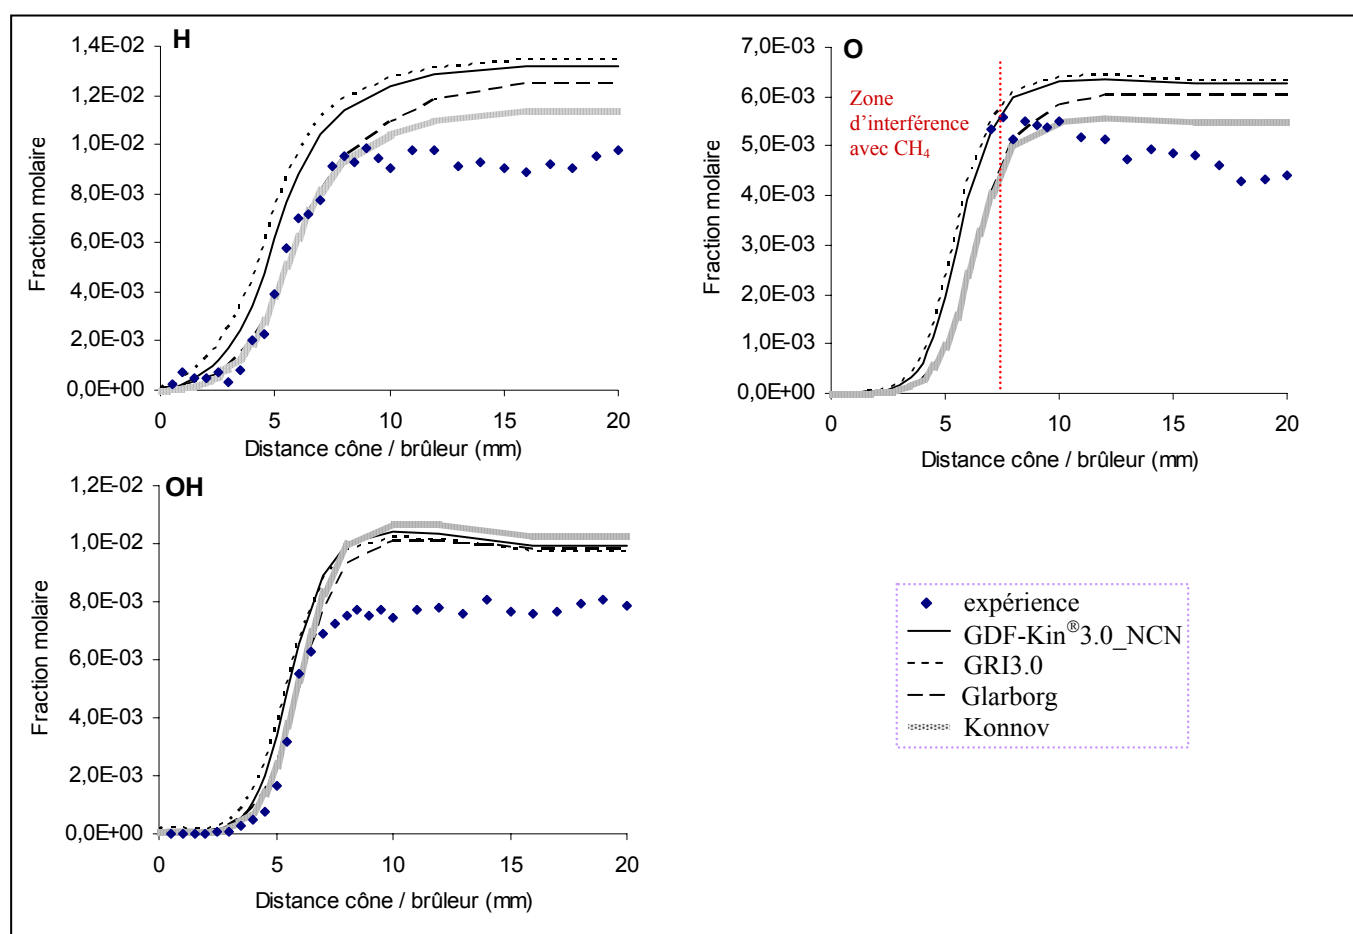 H
Fraction molaire
1,4E-02
1,2E-02
1,0E-02
8,0E-03
6,0E-03
4,0E-03
2,0E-03
0,0E+00
0 5 10 15 20
Distance cône / brûleur (mm)
O
Fraction molaire
7,0E-03
6,0E-03
5,0E-03
4,0E-03
3,0E-03
2,0E-03
1,0E-03
0,0E+00
Zone
d'interférence
avec CH₄
0 5 10 15 20
Distance cône / brûleur (mm)
OH
Fraction molaire
1,2E-02
1,0E-02
8,0E-03
6,0E-03
4,0E-03
2,0E-03
0,0E+00
0 5 10 15 20
Distance cône / brûleur (mm)
expérience
GDF-Kin®3.0_NCN
GRI3.0
Glarborg
Konnov